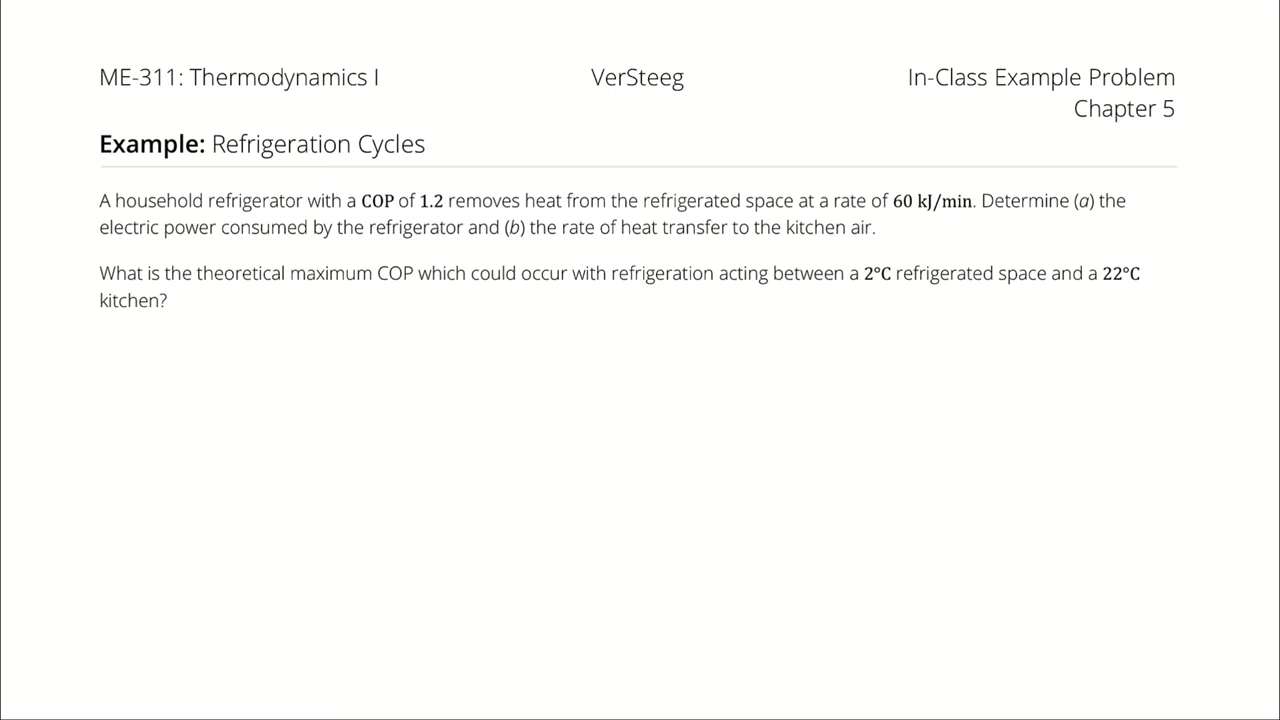 ME-311: Thermodynamics I VerSteeg In-Class Example Problem
Chapter 5
Example: Refrigeration Cycles
A household refrigerator with a COP of 1.2 removes heat from the refrigerated space at a rate of 60 kJ/min. Determine (a) the
electric power consumed by the refrigerator and (b) the rate of heat transfer to the kitchen air.
What is the theoretical maximum COP which could occur with refrigeration acting between a 2°C refrigerated space and a 22°C
kitchen?